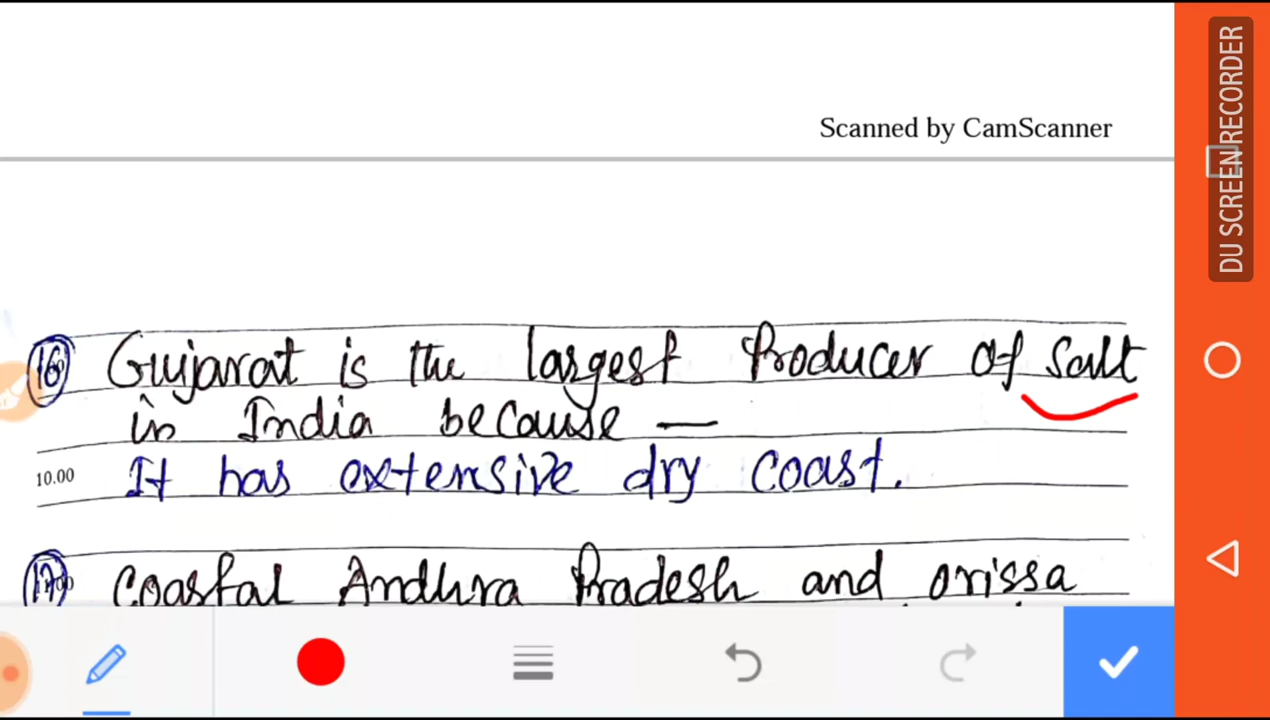 Scanned by CamScanner
DU SCREEN RECORDER
16 Gujarat is the largest Producer of Salt
in India because —
10.00 It has extensive dry coast.
17 Coastal Andhra Pradesh and orissa